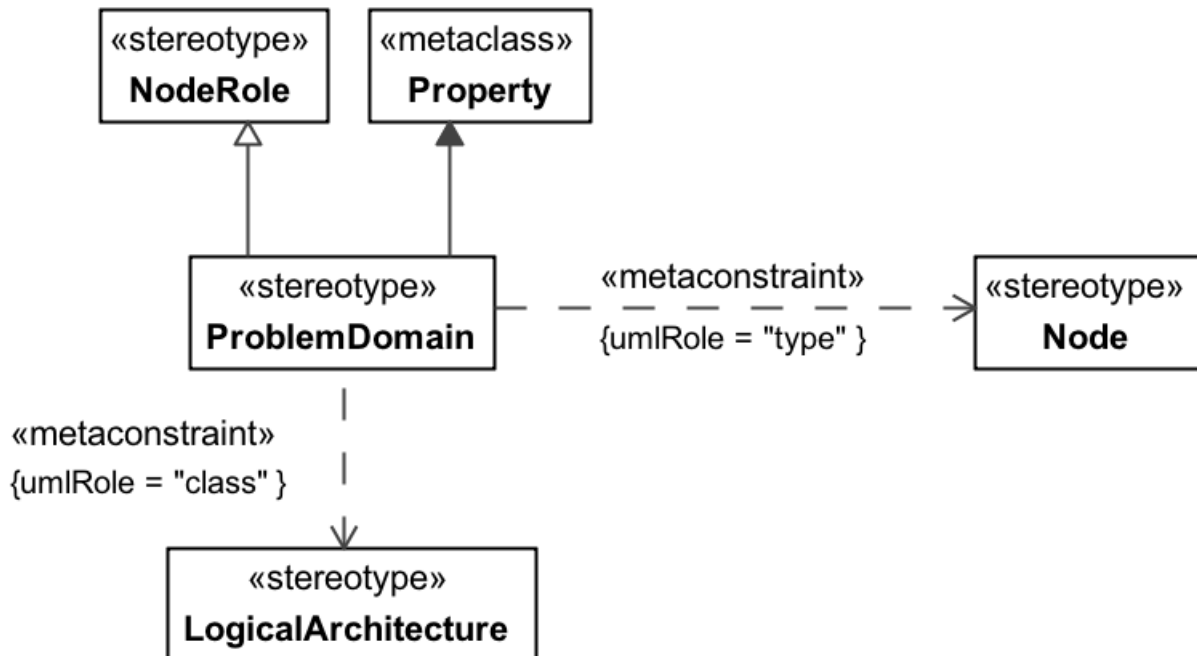 «stereotype»
NodeRole
«metaclass»
Property
«stereotype»
ProblemDomain
«metaconstraint»
{umlRole = "type" }
«stereotype»
Node
«metaconstraint»
{umlRole = "class" }
«stereotype»
LogicalArchitecture